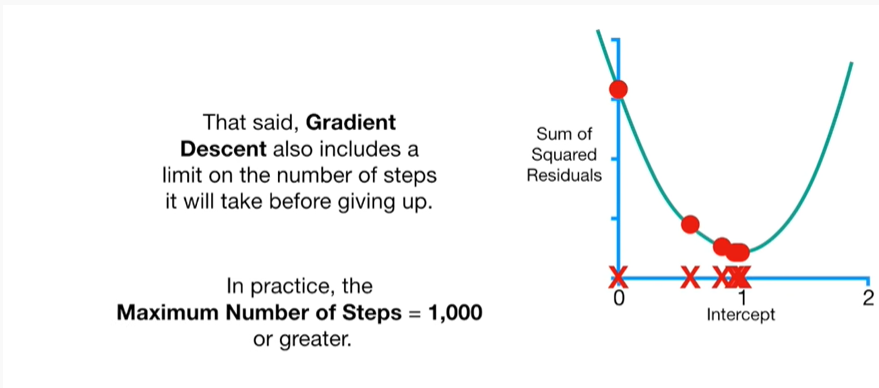 That said, Gradient
Descent also includes a
limit on the number of steps
it will take before giving up.
In practice, the
Maximum Number of Steps = 1,000
or greater.
Sum of
Squared
Residuals
X X X X X
0 1 2
Intercept